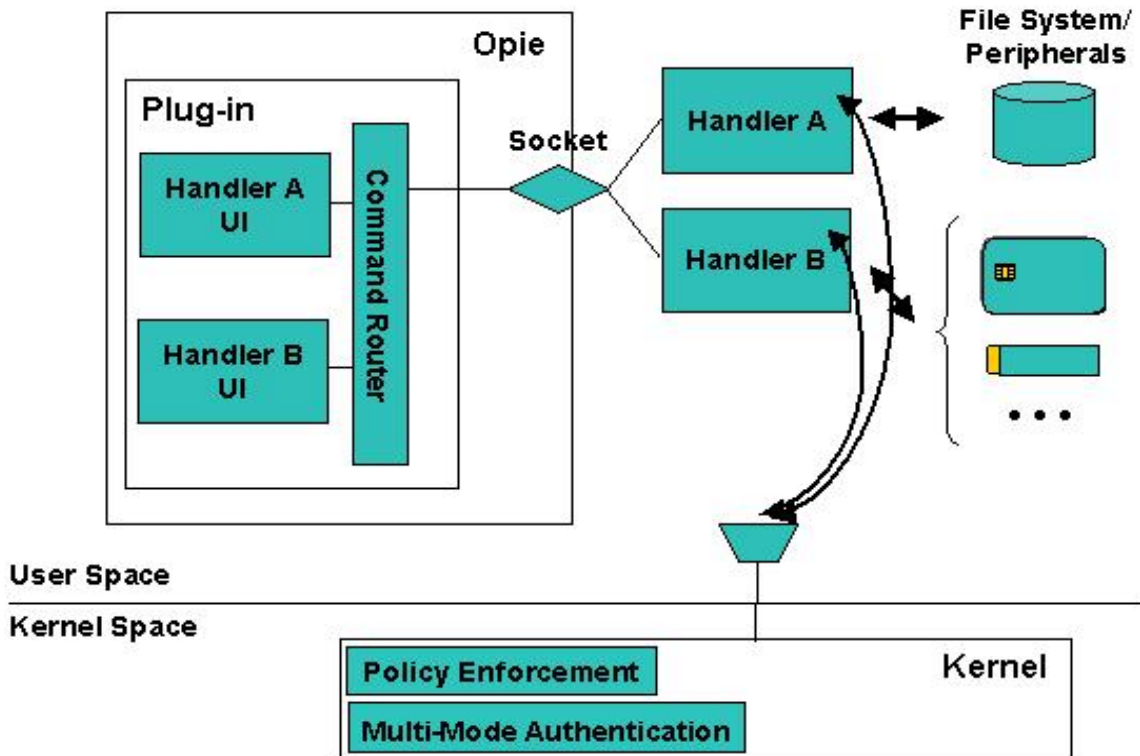 Opie
File System/
Peripherals
Plug-in
Socket
Handler A
Handler A
UI
Command Router
Handler B
Handler B
UI
User Space
Kernel Space
Policy Enforcement
Kernel
Multi-Mode Authentication